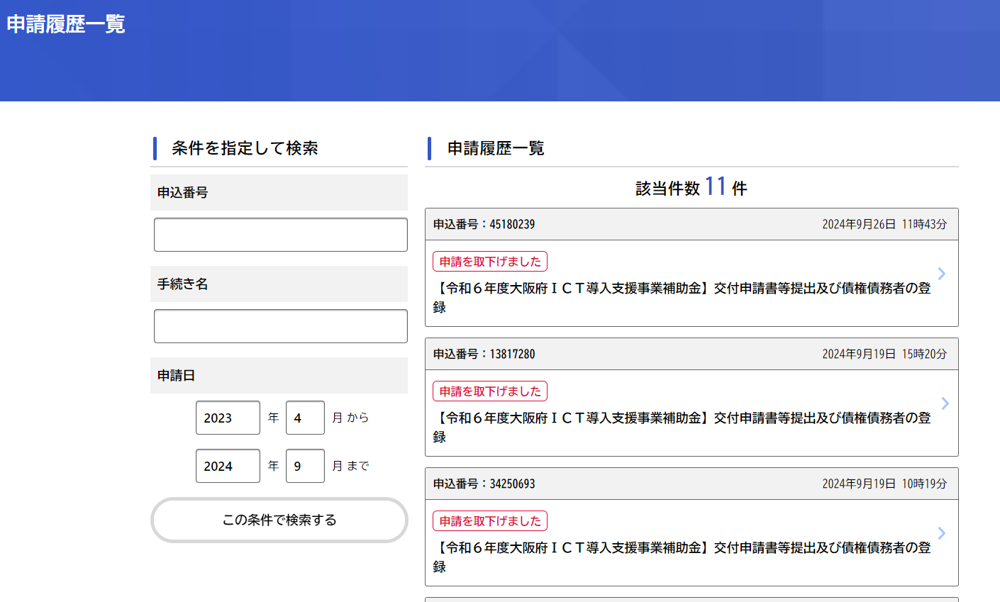 申請履歴一覧
条件を指定して検索
申込番号
手続き名
申請日
2023 年 4 月 から
2024 年 9 月 まで
この条件で検索する
申請履歴一覧
該当件数 11 件
申込番号：45180239 2024年9月26日 11時43分
申請を取下げました
【令和６年度大阪府ＩＣＴ導入支援事業補助金】交付申請書等提出及び債権債務者の登
録
申込番号：13817280 2024年9月19日 15時20分
申請を取下げました
【令和６年度大阪府ＩＣＴ導入支援事業補助金】交付申請書等提出及び債権債務者の登
録
申込番号：34250693 2024年9月19日 10時19分
申請を取下げました
【令和６年度大阪府ＩＣＴ導入支援事業補助金】交付申請書等提出及び債権債務者の登
録